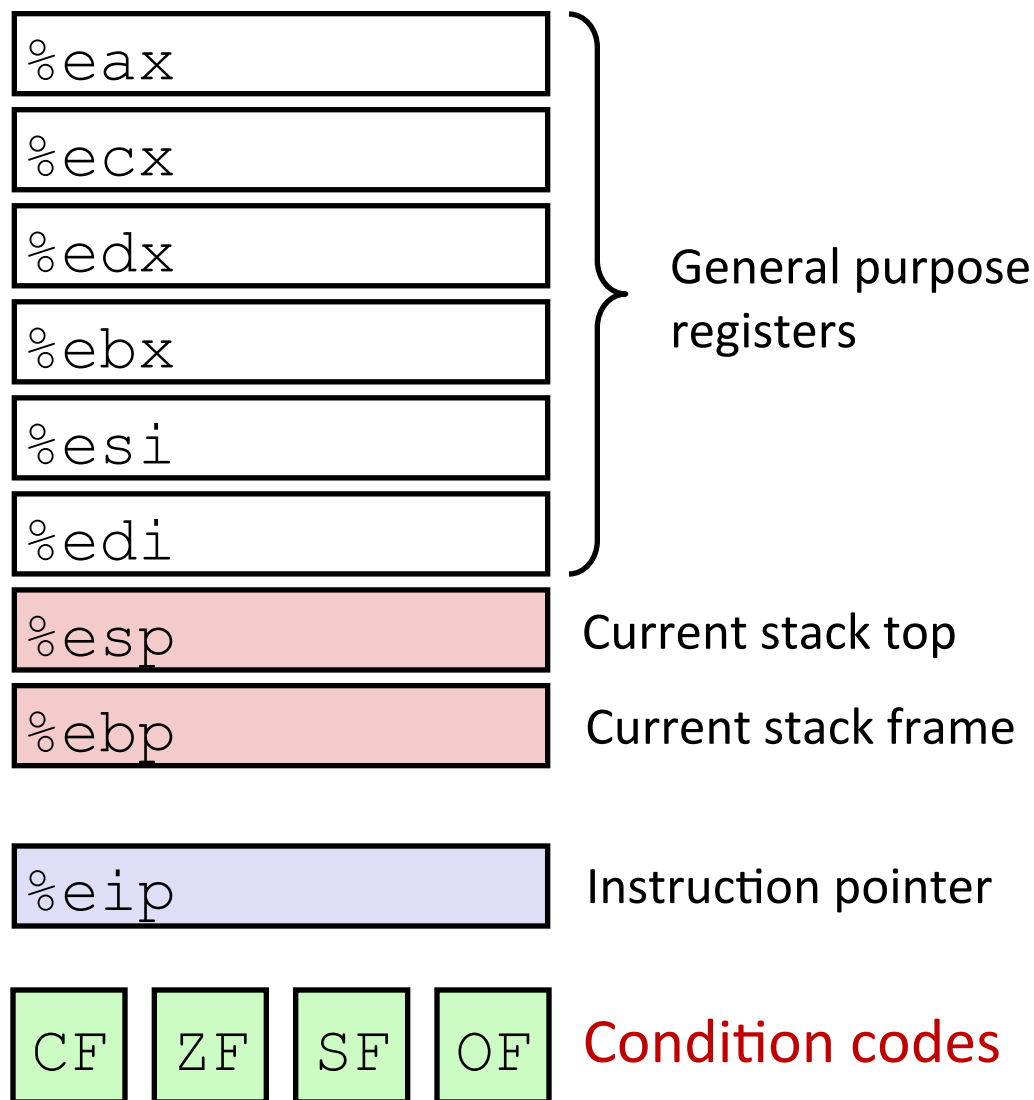 %eax
%ecx
%edx
%ebx
%esi
%edi
General purpose
registers
%esp
Current stack top
%ebp
Current stack frame
%eip
Instruction pointer
CF ZF SF OF
Condition codes